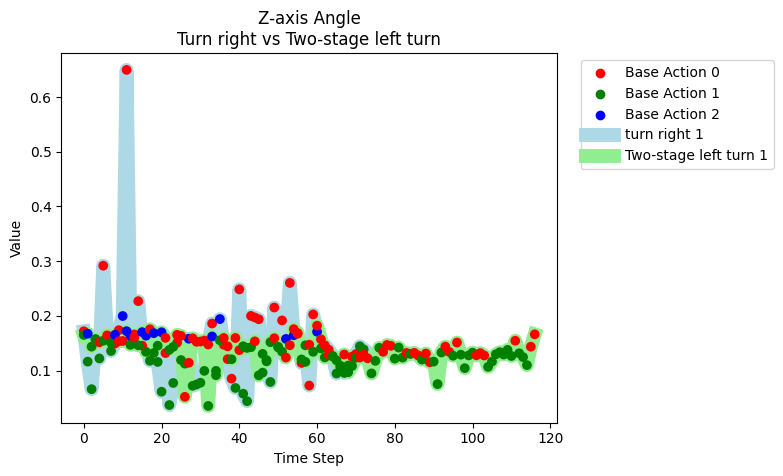 Z-axis Angle
Turn right vs Two-stage left turn
Value
0.6
0.5
0.4
0.3
0.2
0.1
0 20 40 60 80 100 120
Time Step
Base Action 0
Base Action 1
Base Action 2
turn right 1
Two-stage left turn 1